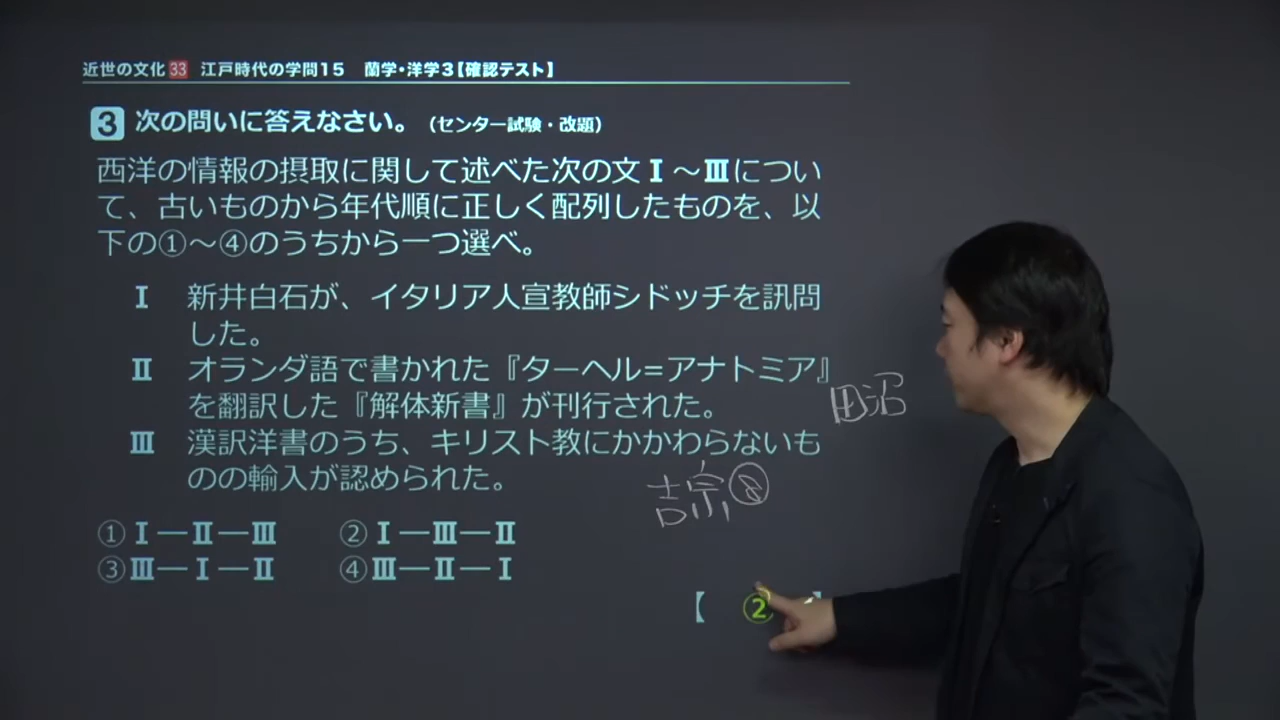 近世の文化33 江戸時代の学問15 蘭学・洋学3【確認テスト】
3 次の問いに答えなさい。（センター試験・改題）
西洋の情報の摂取に関して述べた次の文Ⅰ～Ⅲについ
て、古いものから年代順に正しく配列したものを、以
下の①～④のうちから一つ選べ。
Ⅰ 新井白石が、イタリア人宣教師シドッチを訊問
した。
Ⅱ オランダ語で書かれた『ターヘル=アナトミア』
を翻訳した『解体新書』が刊行された。
田沼
Ⅲ 漢訳洋書のうち、キリスト教にかかわらないも
のの輸入が認められた。
吉宗⑧
①Ⅰ―Ⅱ―Ⅲ ②Ⅰ―Ⅲ―Ⅱ
③Ⅲ―Ⅰ―Ⅱ ④Ⅲ―Ⅱ―Ⅰ
【 ② 】